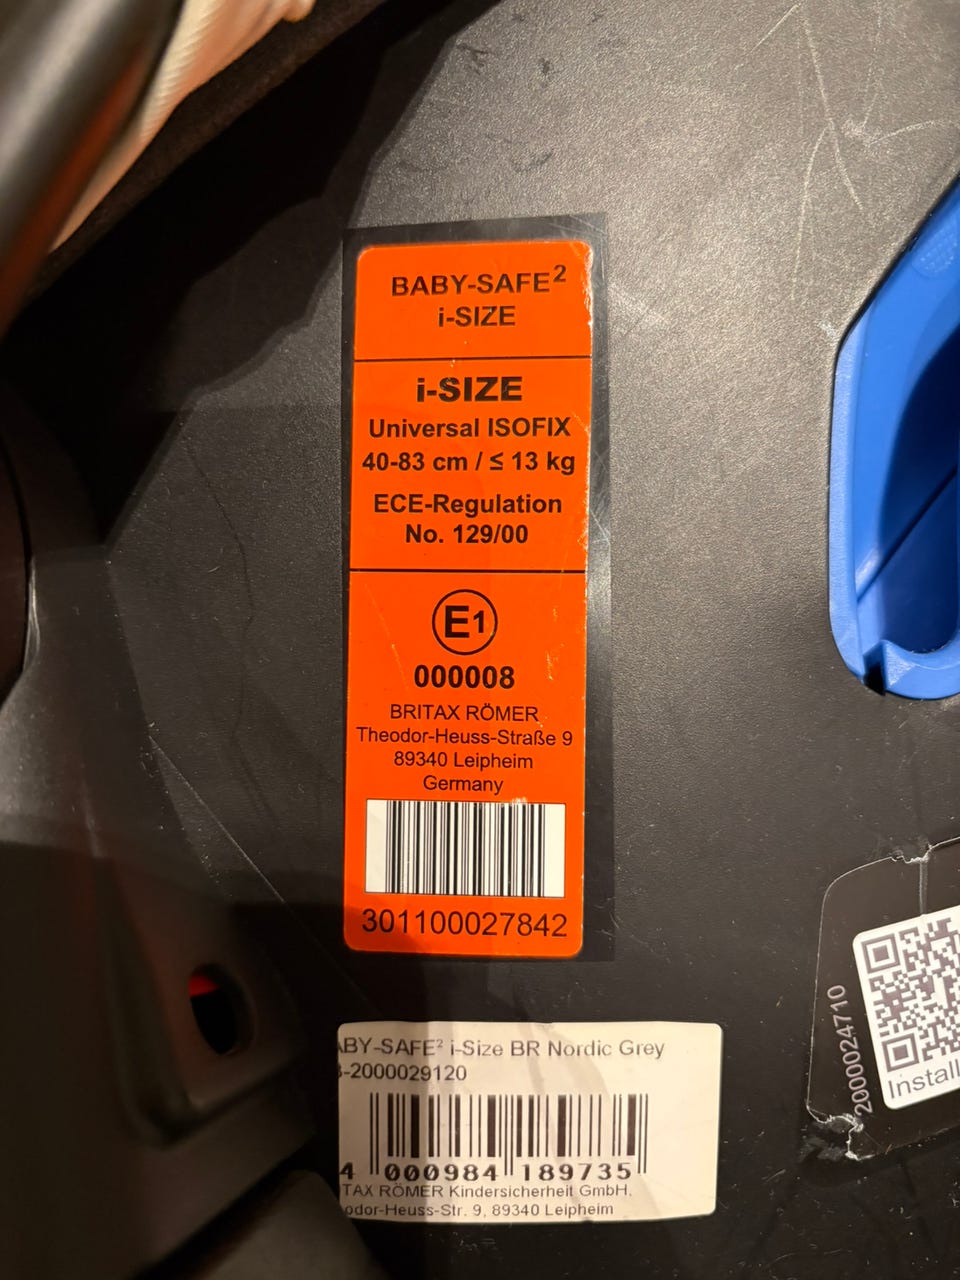 BABY-SAFE²
i-SIZE
i-SIZE
Universal ISOFIX
40-83 cm / ≤ 13 kg
ECE-Regulation
No. 129/00
E1
000008
BRITAX RÖMER
Theodor-Heuss-Straße 9
89340 Leipheim
Germany
301100027842
ABY-SAFE² i-Size BR Nordic Grey
-2000029120
4 000984 189735
TAX RÖMER Kindersicherheit GmbH.
odor-Heuss-Str. 9, 89340 Leipheim
2000024710
Install